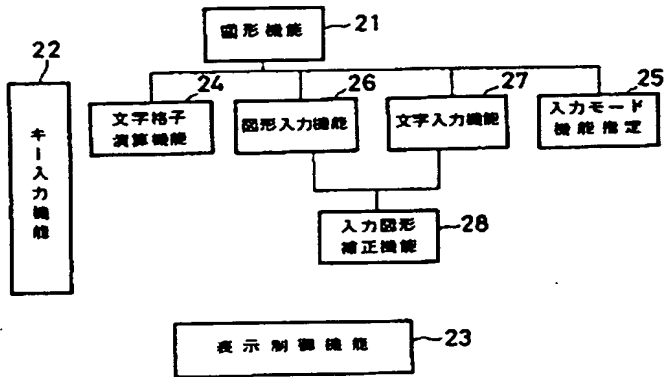 図形機能
21
22
24
26
27
25
文字格子
演算機能
図形入力機能
文字入力機能
入力モード
機能指定
キー入力機能
入力図形
補正機能
28
表示制御機能
23